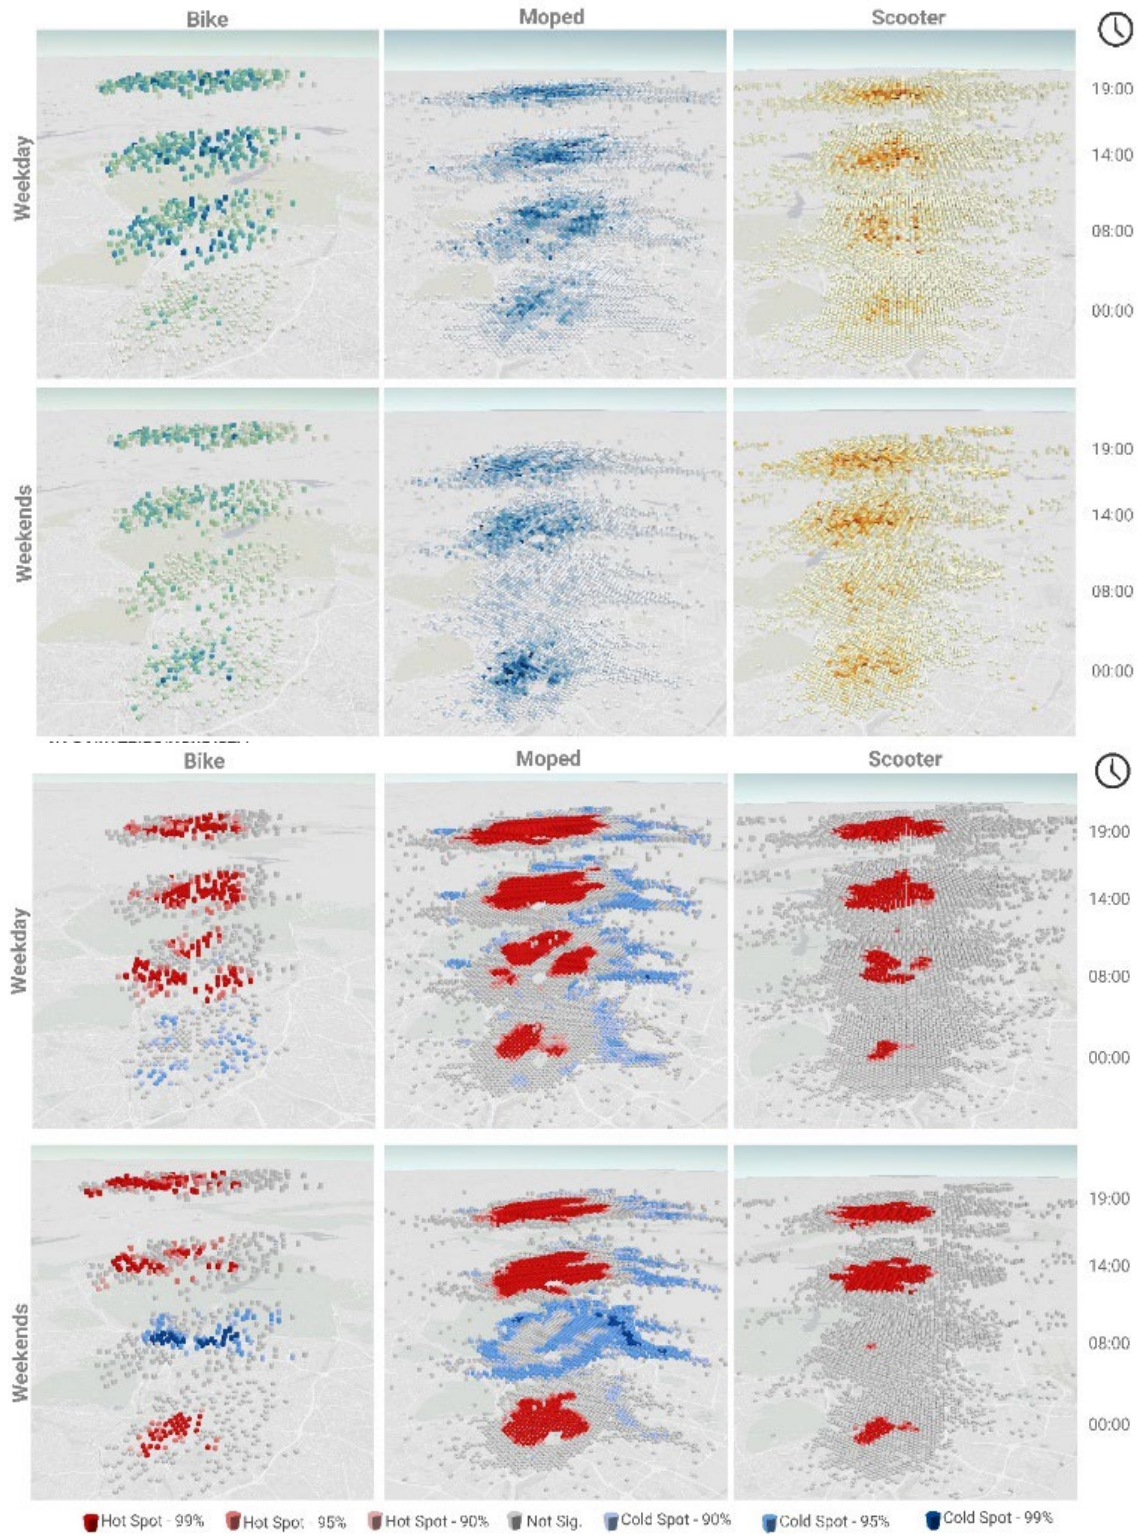 Bike Moped Scooter
19:00
14:00
Weekday
08:00
00:00
19:00
14:00
Weekends
08:00
00:00
Bike Moped Scooter
19:00
14:00
Weekday
08:00
00:00
19:00
14:00
Weekends
08:00
00:00
Hot Spot - 99% Hot Spot - 95% Hot Spot - 90% Not Sig. Cold Spot - 90% Cold Spot - 95% Cold Spot - 99%